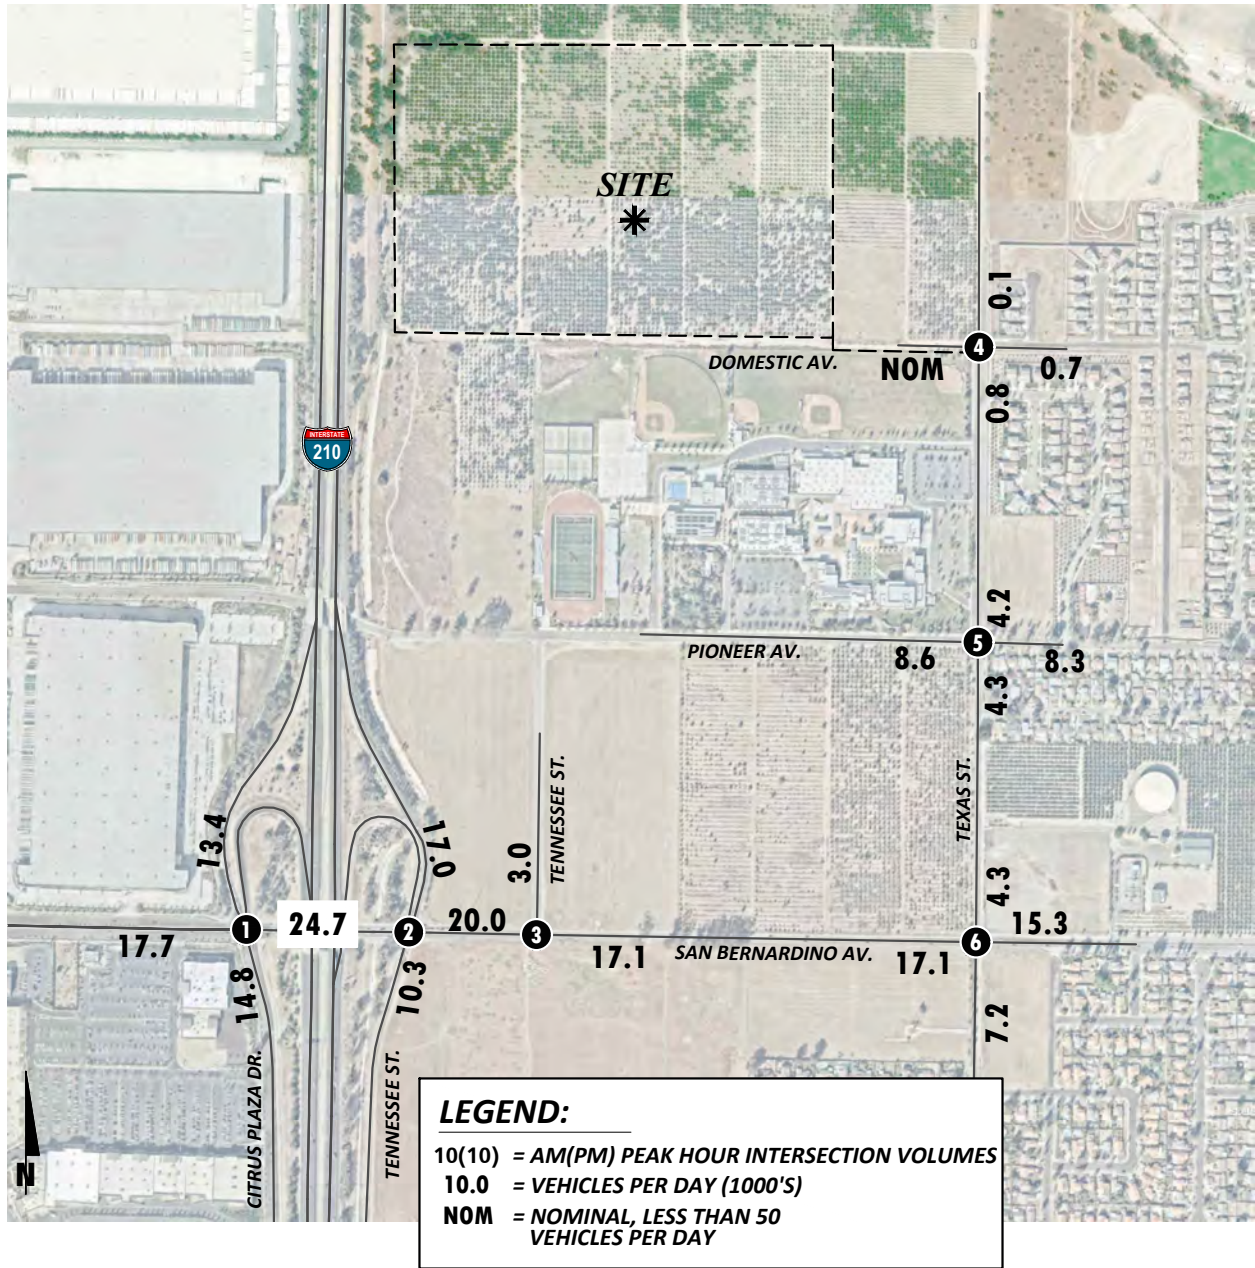 SITE
0.1
4
DOMESTIC AV.
NOM
0.7
0.8
INTERSTATE
210
4.2
5
PIONEER AV.
8.6
8.3
4.3
TEXAS ST.
TENNESSEE ST.
13.4
17.0
3.0
4.3
1
24.7
2
20.0
3
15.3
17.7
17.1
SAN BERNARDINO AV.
17.1
6
14.8
10.3
7.2
CITRUS PLAZA DR.
TENNESSEE ST.
N
LEGEND:
10(10) = AM(PM) PEAK HOUR INTERSECTION VOLUMES
10.0 = VEHICLES PER DAY (1000'S)
NOM = NOMINAL, LESS THAN 50
VEHICLES PER DAY